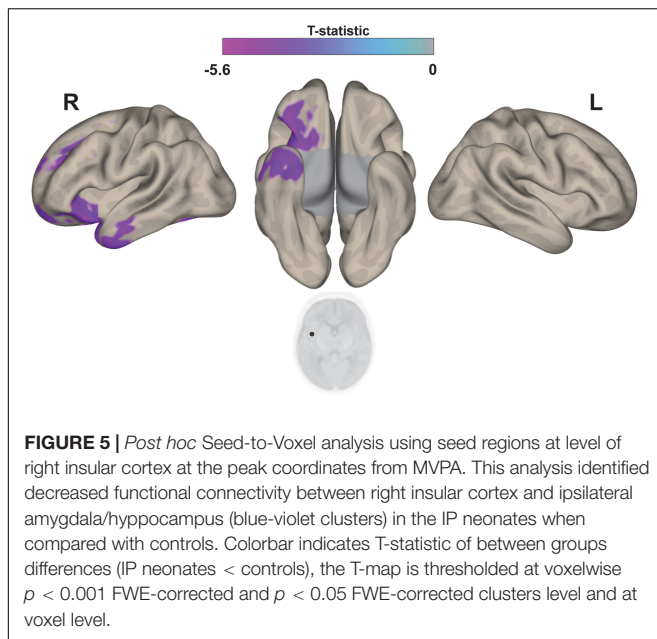 T-statistic
-5.6 0
R L
FIGURE 5 | Post hoc Seed-to-Voxel analysis using seed regions at level of
right insular cortex at the peak coordinates from MVPA. This analysis identified
decreased functional connectivity between right insular cortex and ipsilateral
amygdala/hyppocampus (blue-violet clusters) in the IP neonates when
compared with controls. Colorbar indicates T-statistic of between groups
differences (IP neonates < controls), the T-map is thresholded at voxelwise
p < 0.001 FWE-corrected and p < 0.05 FWE-corrected clusters level and at
voxel level.